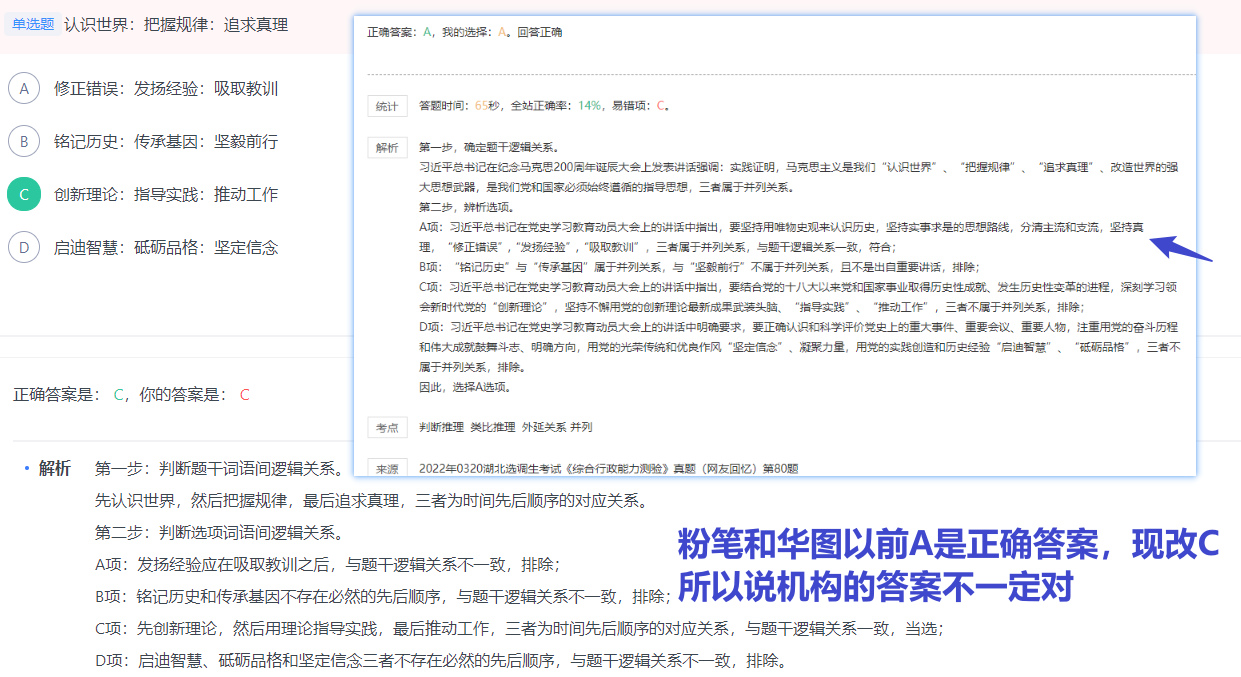 单选题 认识世界：把握规律：追求真理
A 修正错误：发扬经验：吸取教训
B 铭记历史：传承基因：坚毅前行
C 创新理论：指导实践：推动工作
D 启迪智慧：砥砺品格：坚定信念
正确答案：A，我的选择：A。回答正确
统计 答题时间：65秒，全站正确率：14%，易错项：C。
解析 第一步，确定题干逻辑关系。
习近平总书记在纪念马克思200周年诞辰大会上发表讲话强调：实践证明，马克思主义是我们“认识世界”、“把握规律”、“追求真理”、改造世界的强
大思想武器，是我们党和国家必须始终遵循的指导思想，三者属于并列关系。
第二步，辨析选项。
A项：习近平总书记在党史学习教育动员大会上的讲话中指出，要坚持用唯物史观来认识历史，坚持实事求是的思想路线，分清主流和支流，坚持真
理，“修正错误”，“发扬经验”，“吸取教训”，三者属于并列关系，与题干逻辑关系一致，符合；
B项：“铭记历史”与“传承基因”属于并列关系，与“坚毅前行”不属于并列关系，且不是出自重要讲话，排除；
C项：习近平总书记在党史学习教育动员大会上的讲话中指出，要结合党的十八大以来党和国家事业取得历史性成就、发生历史性变革的进程，深刻学习领
会新时代党的“创新理论”，坚持不懈用党的创新理论最新成果武装头脑、“指导实践”、“推动工作”，三者不属于并列关系，排除；
D项：习近平总书记在党史学习教育动员大会上的讲话中明确要求，要正确认识和科学评价党史上的重大事件、重要会议、重要人物，注重用党的奋斗历程
和伟大成就鼓舞斗志、明确方向，用党的光荣传统和优良作风“坚定信念”、凝聚力量，用党的实践创造和历史经验“启迪智慧”、“砥砺品格”，三者不
属于并列关系，排除。
因此，选择A选项。
考点 判断推理 类比推理 外延关系 并列
来源 2022年0320湖北选调生考试《综合行政能力测验》真题（网友回忆）第80题
正确答案是： C，你的答案是： C
解析 第一步：判断题干词语间逻辑关系。
先认识世界，然后把握规律，最后追求真理，三者为时间先后顺序的对应关系。
第二步：判断选项词语间逻辑关系。
A项：发扬经验应在吸取教训之后，与题干逻辑关系不一致，排除；
B项：铭记历史和传承基因不存在必然的先后顺序，与题干逻辑关系不一致，排除；
C项：先创新理论，然后用理论指导实践，最后推动工作，三者为时间先后顺序的对应关系，与题干逻辑关系一致，当选；
D项：启迪智慧、砥砺品格和坚定信念三者不存在必然的先后顺序，与题干逻辑关系不一致，排除。
粉笔和华图以前A是正确答案，现改C
所以说机构的答案不一定对